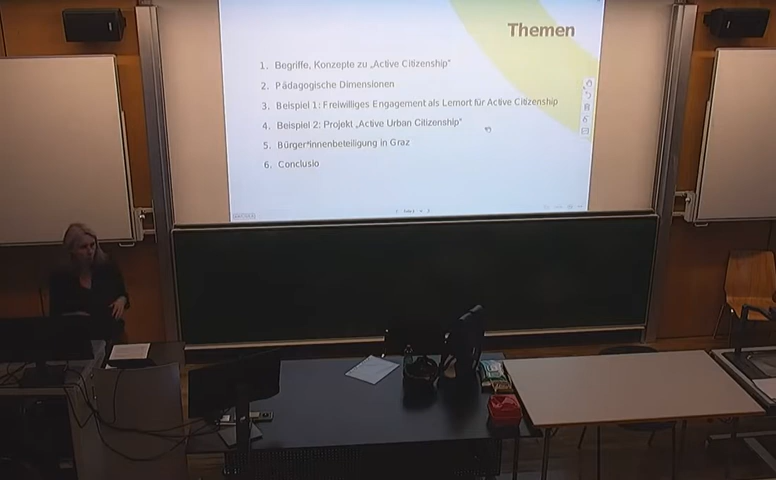 Themen
1. Begriffe, Konzepte zu „Active Citizenship"
2. Pädagogische Dimensionen
3. Beispiel 1: Freiwilliges Engagement als Lernort für Active Citizenship
4. Beispiel 2: Projekt „Active Urban Citizenship"
5. Bürger*innenbeteiligung in Graz
6. Conclusio